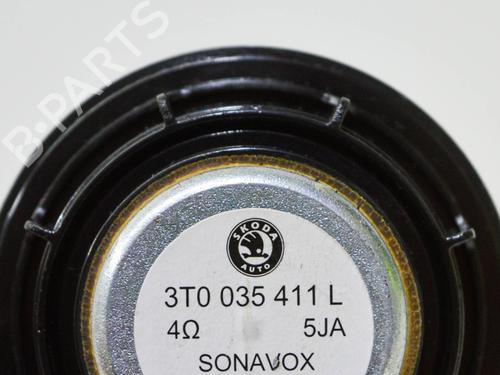 B-PARTS
SKODA
AUTO
3T0 035 411 L
4Ω 5JA
SONAVOX